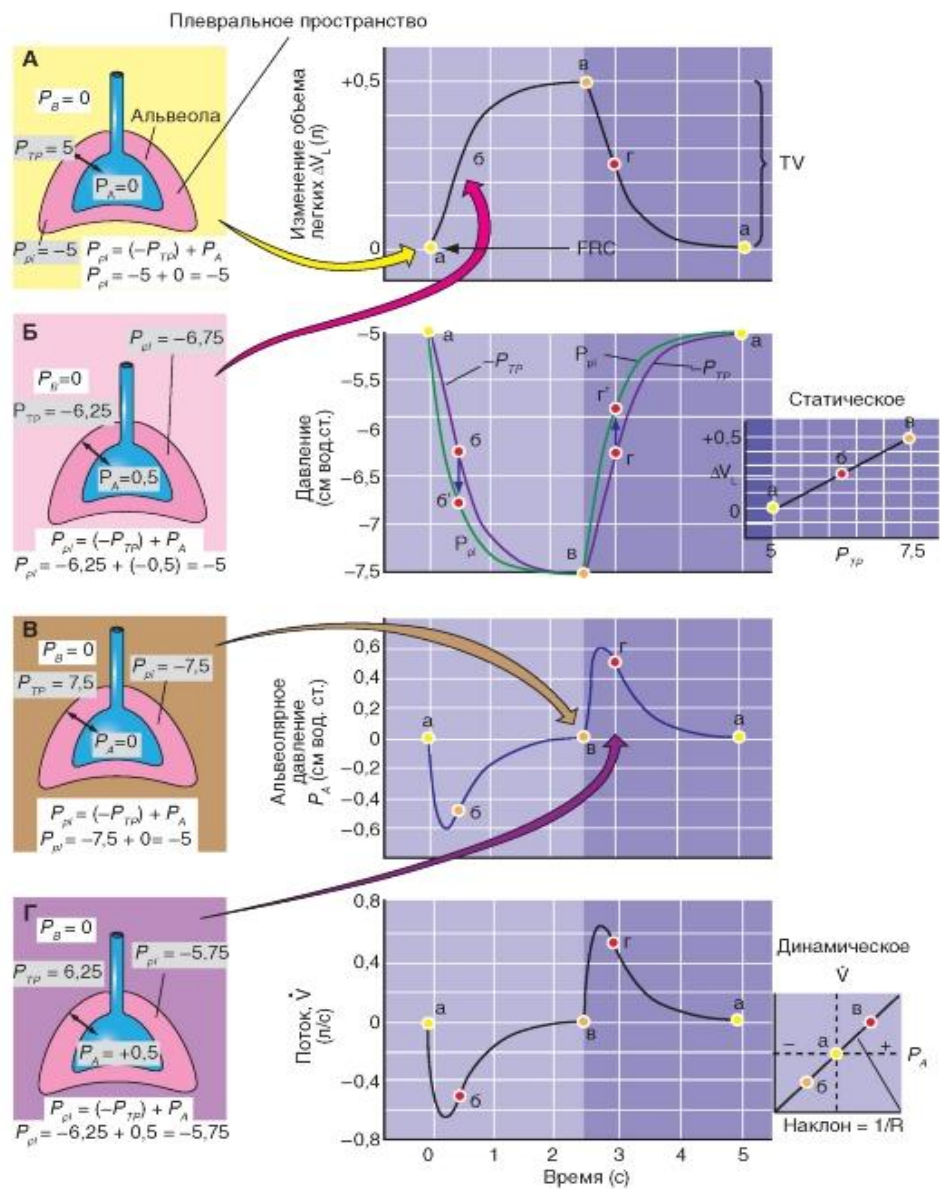 Плевральное пространство
А
P_B = 0
Альвеола
P_TP = 5
P_A=0
P_pl = –5
P_pl = (–P_TP) + P_A
P_pl = –5 + 0 = –5
Изменение объема
легких ΔV_L (л)
+0,5
0
а
б
в
г
а
FRC
TV
Б
P_pl = –6,75
P_B=0
P_TP = –6,25
P_A=0,5
P_pl = (–P_TP) + P_A
P_pl = –6,25 + (–0,5) = –5
Давление
(см вод.ст.)
–5
–5,5
–6
–6,5
–7
–7,5
а
–P_TP
б
б'
P_pl
в
P_pl
–P_TP
г'
г
а
Статическое
+0,5
ΔV_L
0
а
б
в
5
P_TP
7,5
В
P_B = 0
P_pl = –7,5
P_TP = 7,5
P_A=0
P_pl = (–P_TP) + P_A
P_pl = –7,5 + 0= –5
Альвеолярное
давление
P_A (см вод. ст.)
0,6
0,4
0,2
0
–0,2
–0,4
–0,6
а
б
в
г
а
Г
P_B = 0
P_pl = –5,75
P_TP = 6,25
P_A = +0,5
P_pl = (–P_TP) + P_A
P_pl = –6,25 + 0,5 = –5,75
Поток, V̇
(л/с)
0,8
0,4
0
–0,4
–0,8
а
б
в
г
а
0
1
2
3
4
5
Время (с)
Динамическое
V̇
в
а
–
+
P_A
б
Наклон = 1/R